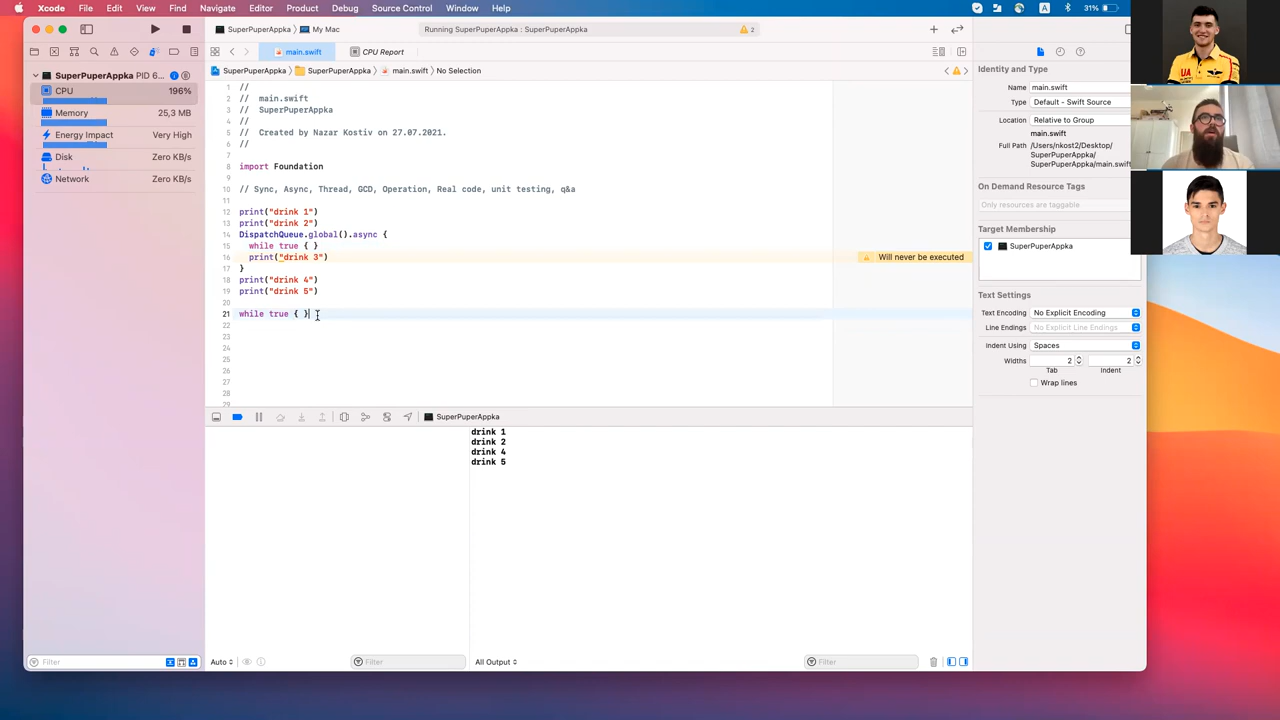 Xcode File Edit View Find Navigate Editor Product Debug Source Control Window Help A 31%
SuperPuperAppka My Mac Running SuperPuperAppka : SuperPuperAppka 2
main.swift CPU Report
SuperPuperAppka SuperPuperAppka main.swift No Selection
SuperPuperAppka PID 6...
CPU 196%
Memory 25,3 MB
Energy Impact Very High
Disk Zero KB/s
Network Zero KB/s
Filter
1 //
2 // main.swift
3 // SuperPuperAppka
4 //
5 // Created by Nazar Kostiv on 27.07.2021.
6 //
7
8 import Foundation
9
10 // Sync, Async, Thread, GCD, Operation, Real code, unit testing, q&a
11
12 print("drink 1")
13 print("drink 2")
14 DispatchQueue.global().async {
15 while true { }
16 print("drink 3") Will never be executed
17 }
18 print("drink 4")
19 print("drink 5")
20
21 while true { }
22
23
24
25
26
27
28
29
SuperPuperAppka
drink 1
drink 2
drink 4
drink 5
Auto Filter All Output Filter
Identity and Type
Name main.swift
Type Default - Swift Source
Location Relative to Group
main.swift
Full Path /Users/nkost2/Desktop/
SuperPuperAppka/
SuperPuperAppka/
main.swift
On Demand Resource Tags
Only resources are taggable
Target Membership
SuperPuperAppka
Text Settings
Text Encoding No Explicit Encoding
Line Endings No Explicit Line Endings
Indent Using Spaces
Widths 2 2
Tab Indent
Wrap lines
UA